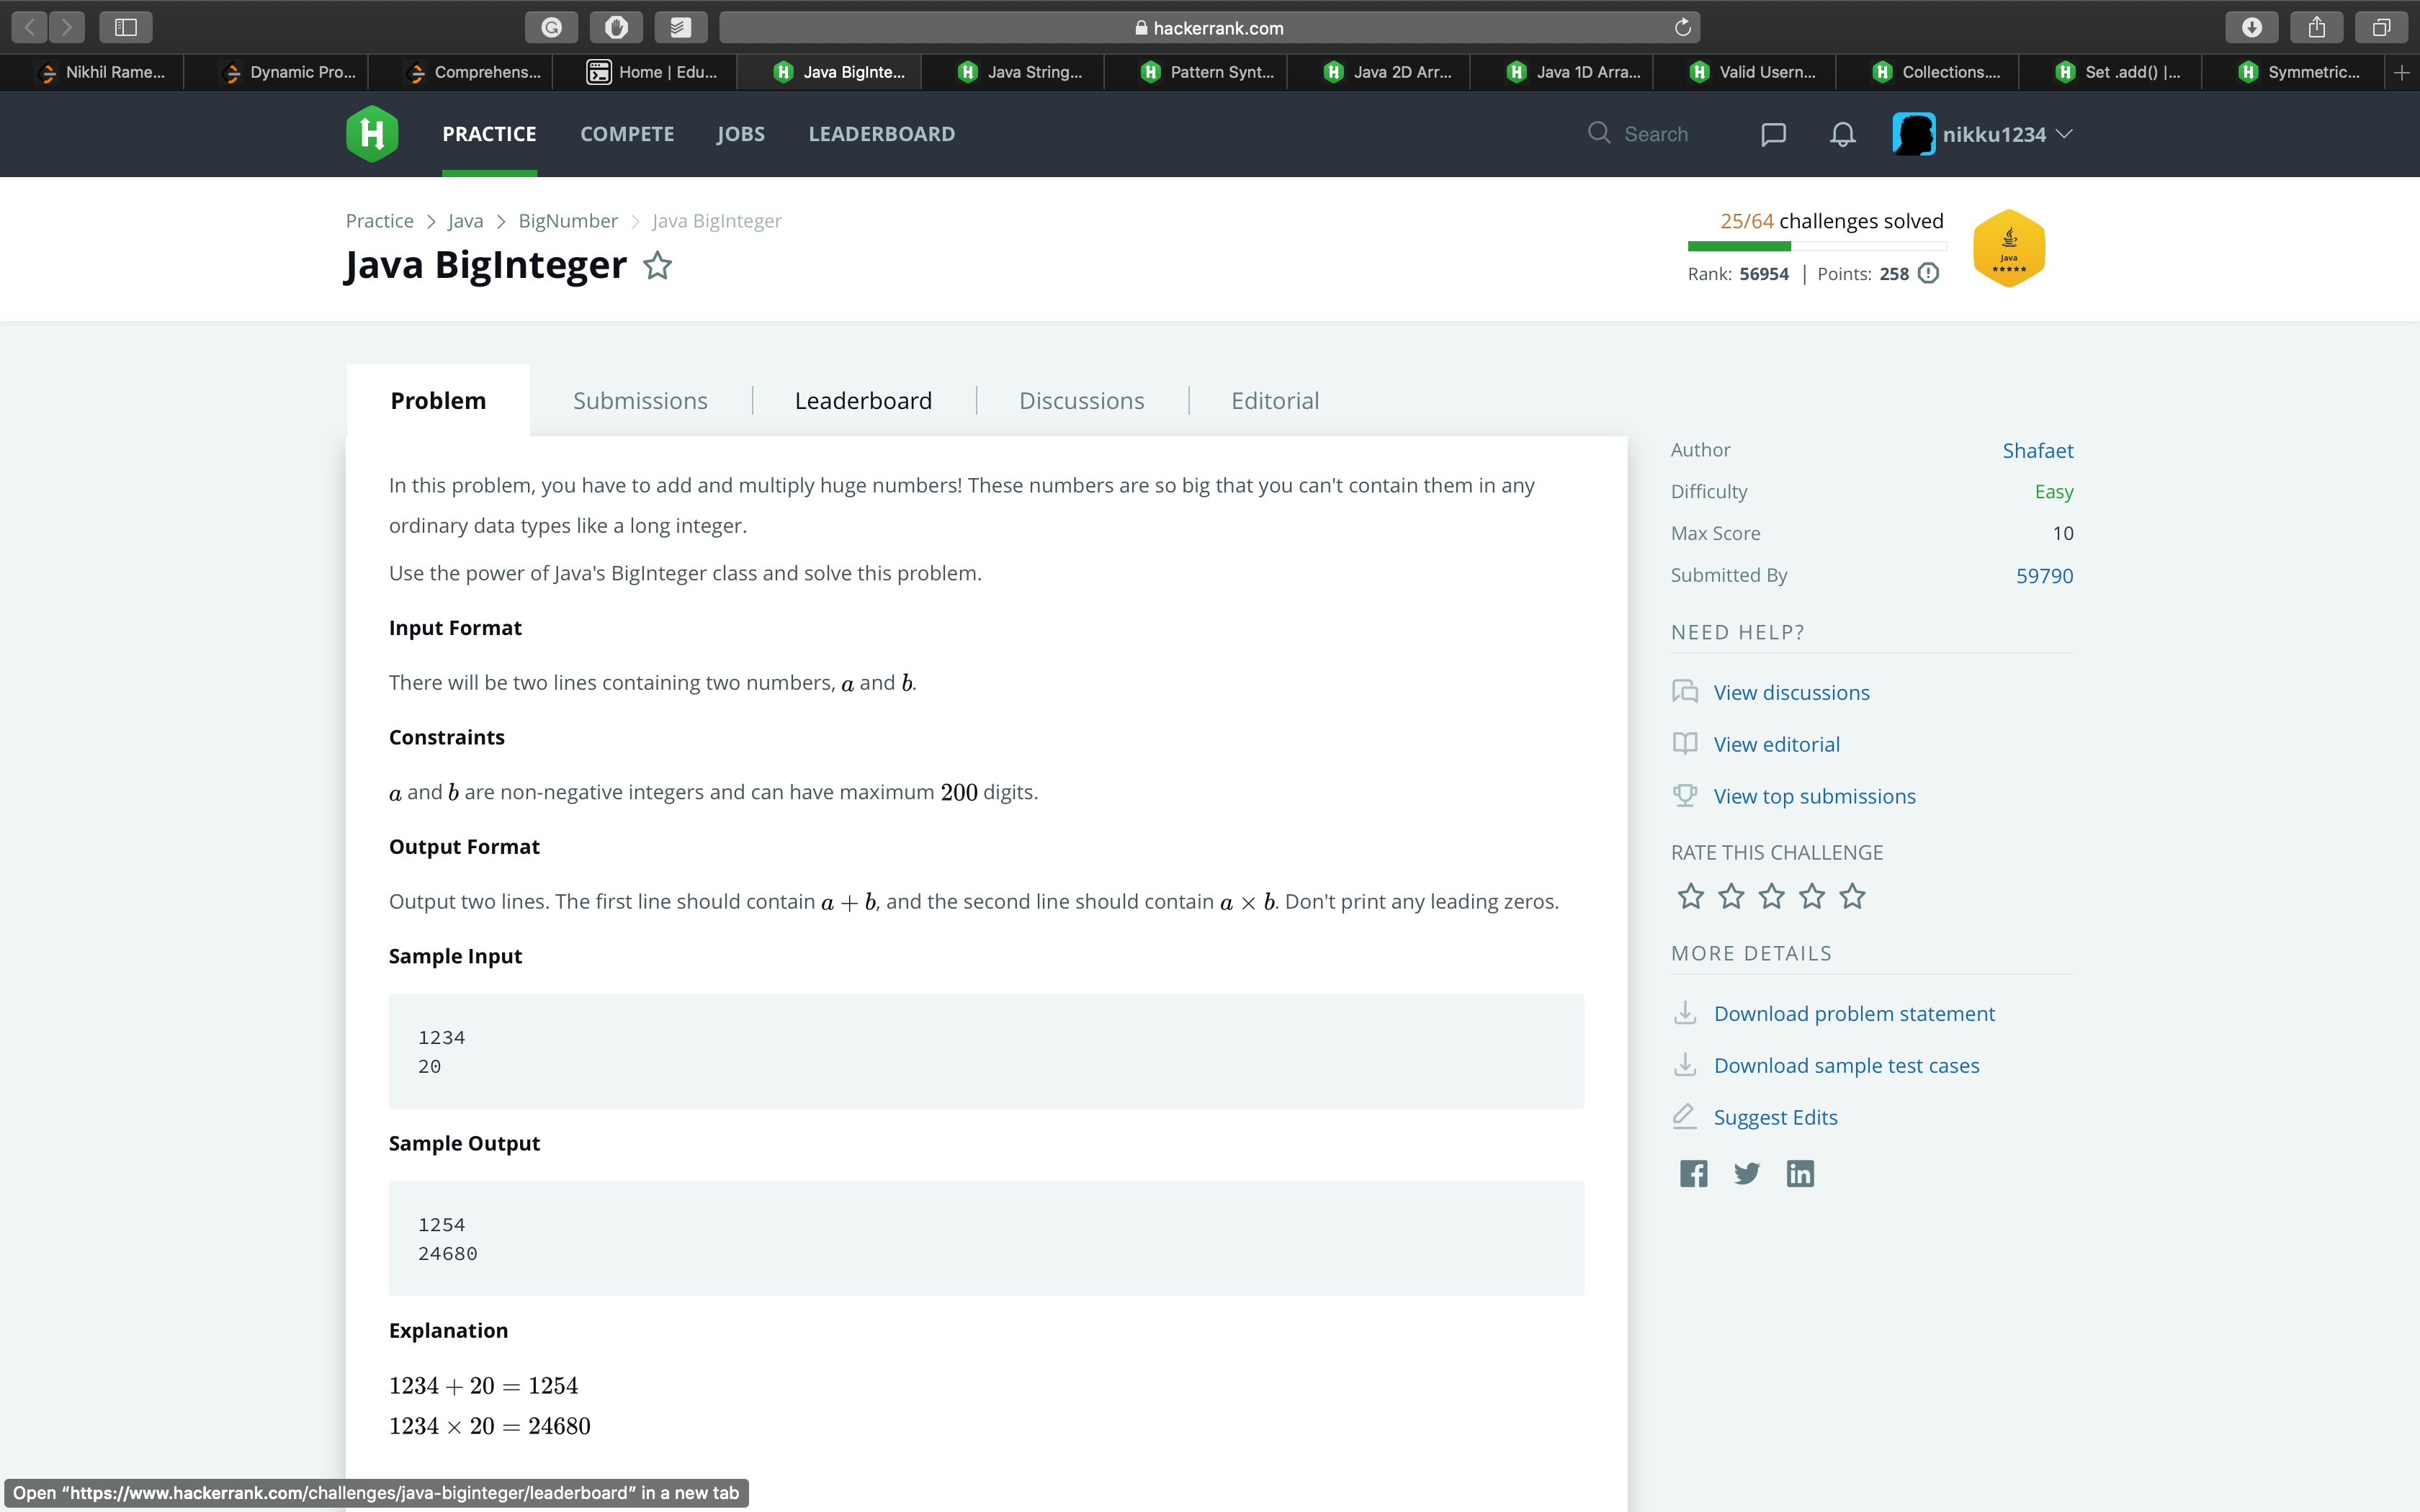 hackerrank.com
Nikhil Rame...
Dynamic Pro...
Comprehens...
Home | Edu...
Java BigInte...
Java String...
Pattern Synt...
Java 2D Arr...
Java 1D Arra...
Valid Usern...
Collections....
Set .add() |...
Symmetric...
PRACTICE
COMPETE
JOBS
LEADERBOARD
Search
nikku1234
Practice > Java > BigNumber > Java BigInteger
Java BigInteger
25/64 challenges solved
Rank: 56954 | Points: 258
Java
Problem
Submissions
Leaderboard
Discussions
Editorial
In this problem, you have to add and multiply huge numbers! These numbers are so big that you can't contain them in any
ordinary data types like a long integer.
Use the power of Java's BigInteger class and solve this problem.
Input Format
There will be two lines containing two numbers, a and b.
Constraints
a and b are non-negative integers and can have maximum 200 digits.
Output Format
Output two lines. The first line should contain a + b, and the second line should contain a × b. Don't print any leading zeros.
Sample Input
1234
20
Sample Output
1254
24680
Explanation
1234 + 20 = 1254
1234 × 20 = 24680
Author Shafaet
Difficulty Easy
Max Score 10
Submitted By 59790
NEED HELP?
View discussions
View editorial
View top submissions
RATE THIS CHALLENGE
MORE DETAILS
Download problem statement
Download sample test cases
Suggest Edits
Open “https://www.hackerrank.com/challenges/java-biginteger/leaderboard” in a new tab